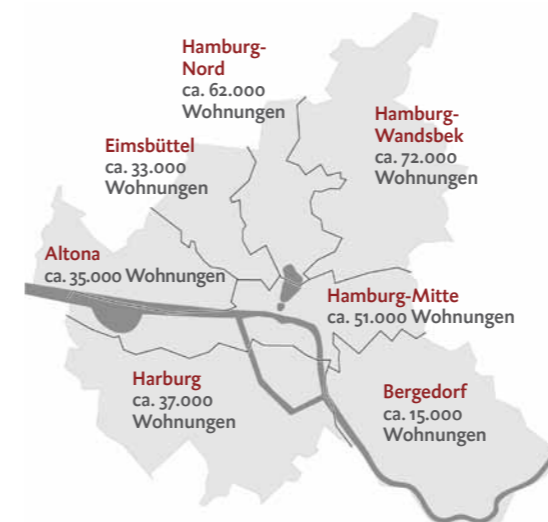 Hamburg-
Nord
ca. 62.000
Wohnungen
Hamburg-
Wandsbek
ca. 72.000
Wohnungen
Eimsbüttel
ca. 33.000
Wohnungen
Altona
ca. 35.000 Wohnungen
Hamburg-Mitte
ca. 51.000 Wohnungen
Harburg
ca. 37.000
Wohnungen
Bergedorf
ca. 15.000
Wohnungen